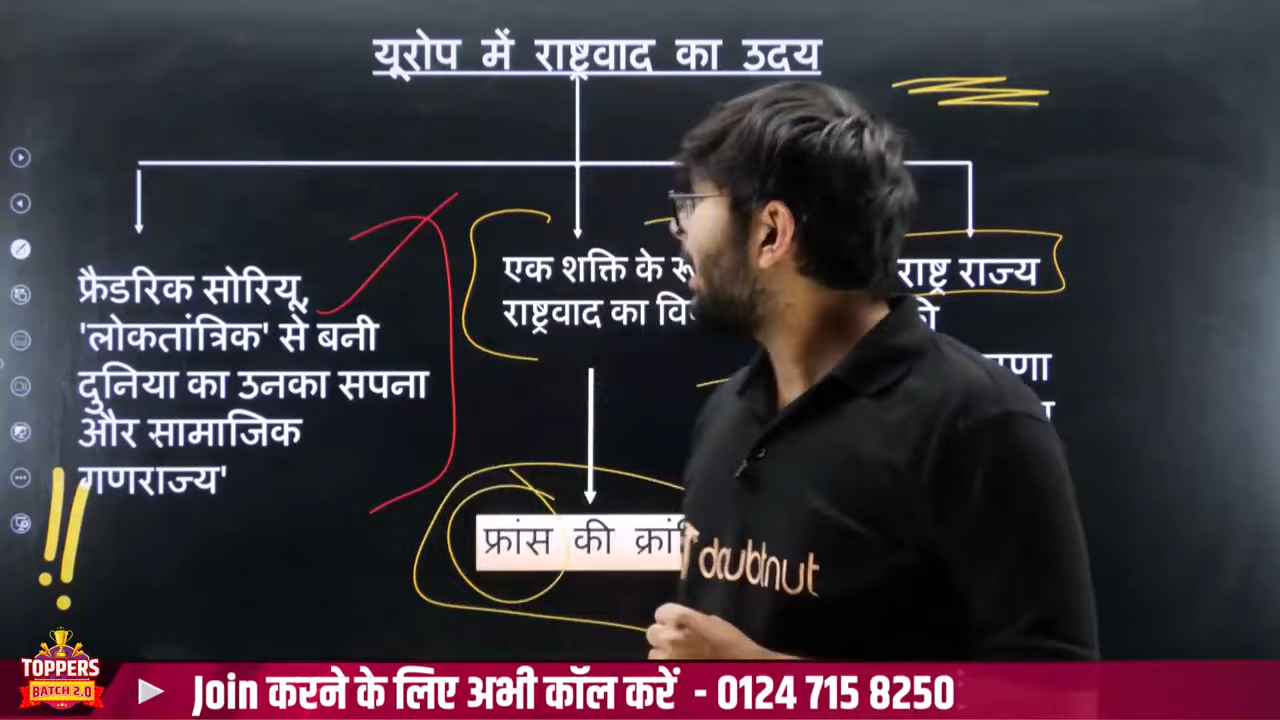 यूरोप में राष्ट्रवाद का उदय
फ्रैडरिक सोरियू,
'लोकतांत्रिक' से बनी
दुनिया का उनका सपना
और सामाजिक
गणराज्य'
एक शक्ति के
राष्ट्रवाद का
फ्रांस की
राष्ट्र राज्य
doubtnut
TOPPERS
BATCH 2.0
Join करने के लिए अभी कॉल करें - 0124 715 8250